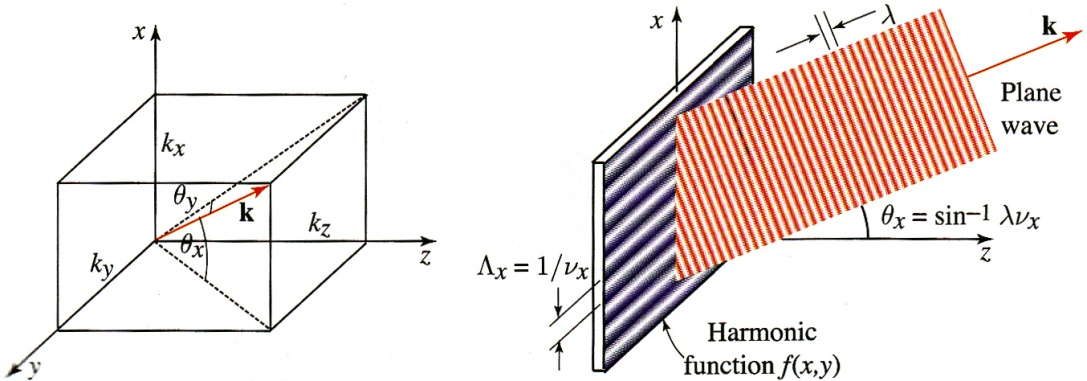 x
k_x
θ_y
k
k_z
θ_x
z
k_y
y
x
λ
k
Plane
wave
θ_x = sin–1 λν_x
z
Λ_x = 1/ν_x
Harmonic
function f(x,y)